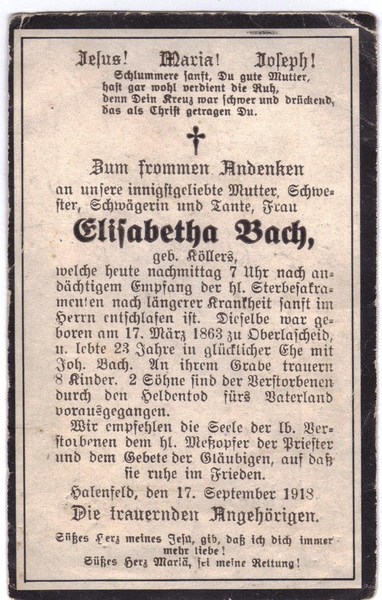 Jesus! Maria! Joseph!
Schlummere sanft, Du gute Mutter,
hast gar wohl verdient die Ruh,
denn Dein Kreuz war schwer und drückend,
das als Christ getragen Du.
Zum frommen Andenken
an unsere innigstgeliebte Mutter, Schwe-
ster, Schwägerin und Tante, Frau
Elisabetha Bach,
geb. Köllers,
welche heute nachmittag 7 Uhr nach an-
dächtigem Empfang der hl. Sterbesakra-
menten nach längerer Krankheit sanft im
Herrn entschlafen ist. Dieselbe war ge-
boren am 17. März 1863 zu Oberlascheid,
u. lebte 23 Jahre in glücklicher Ehe mit
Joh. Bach. An ihrem Grabe trauern
8 Kinder. 2 Söhne sind der Verstorbenen
durch den Heldentod fürs Vaterland
vorausgegangen.
Wir empfehlen die Seele der lb. Ver-
storbenen dem hl. Meßopfer der Priester
und dem Gebete der Gläubigen, auf daß
sie ruhe im Frieden.
Halenfeld, den 17. September 1918
Die trauernden Angehörigen.
Süßes Herz meines Jesu, gib, daß ich dich immer
mehr liebe!
Süßes Herz Mariä, sei meine Rettung!